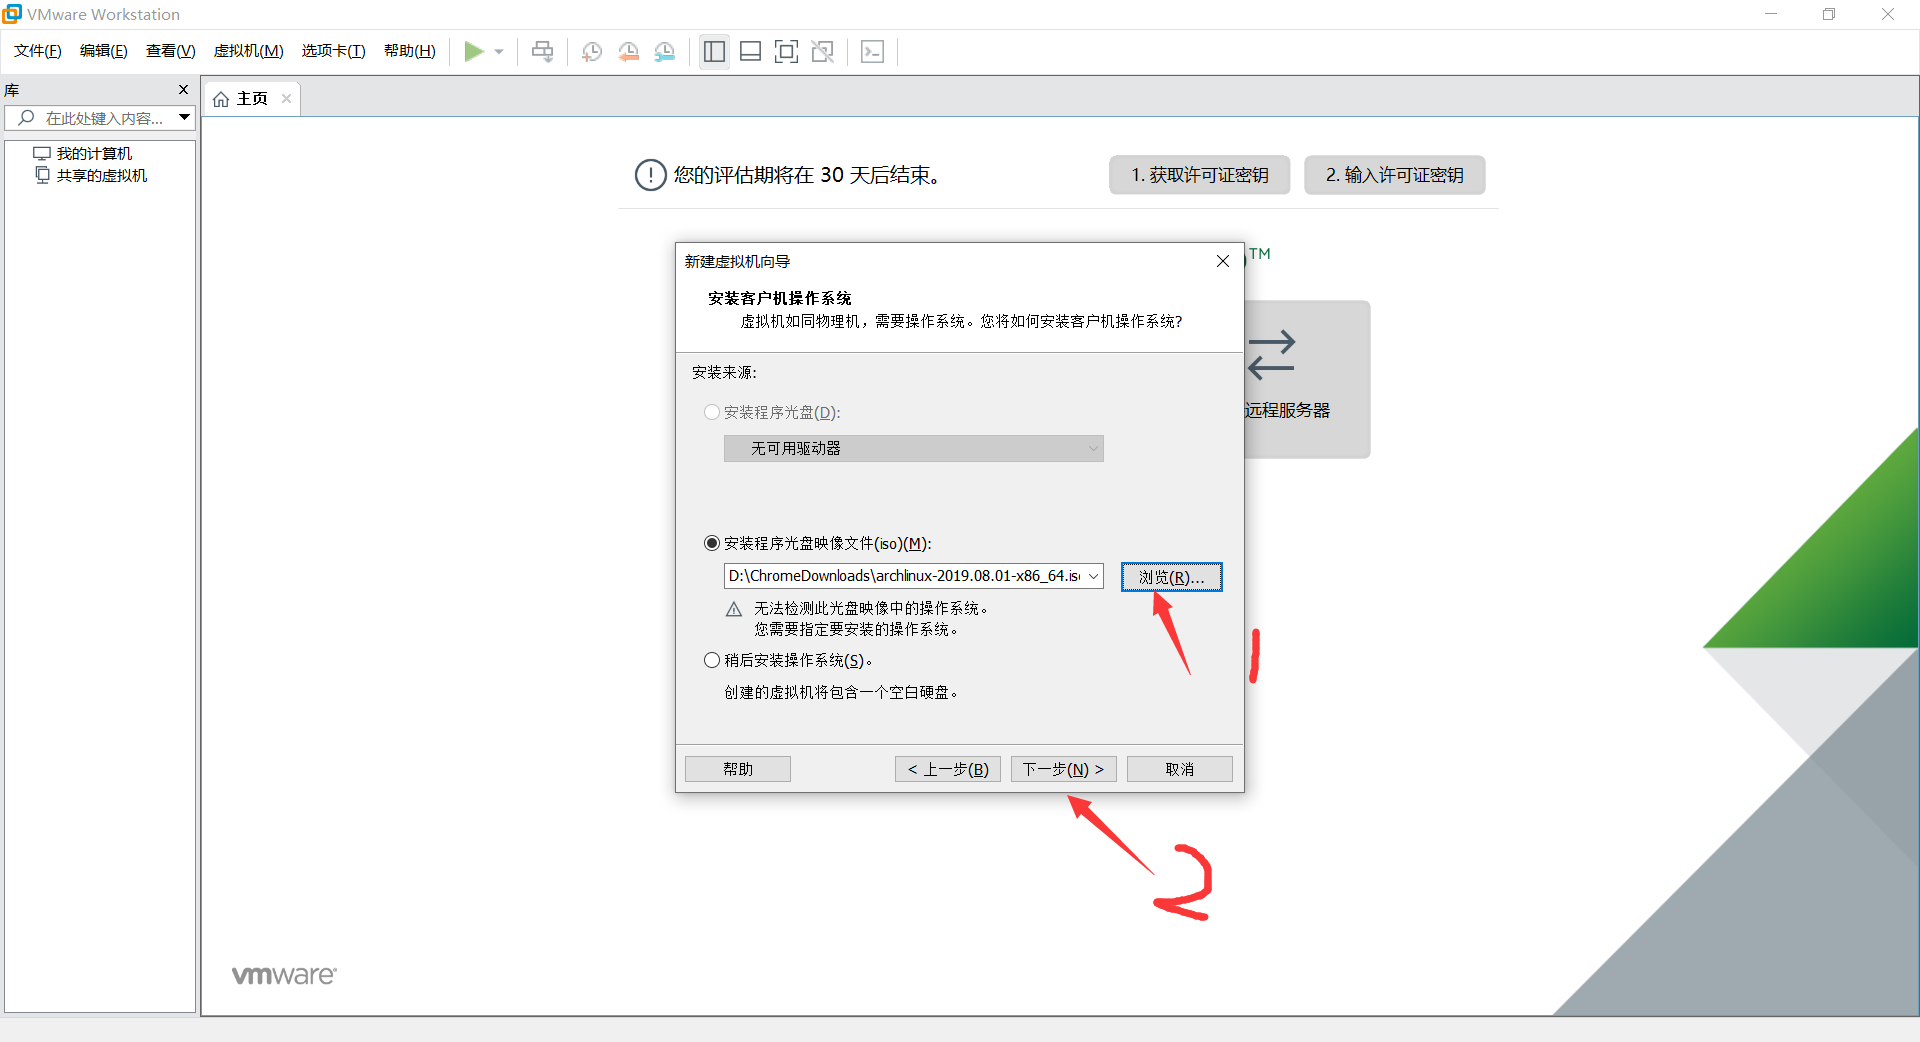 VMware Workstation
文件(F) 编辑(E) 查看(V) 虚拟机(M) 选项卡(T) 帮助(H)
库
主页
在此处键入内容...
我的计算机
共享的虚拟机
您的评估期将在 30 天后结束。
1. 获取许可证密钥
2. 输入许可证密钥
TM
新建虚拟机向导
安装客户机操作系统
虚拟机如同物理机，需要操作系统。您将如何安装客户机操作系统?
安装来源:
安装程序光盘(D):
无可用驱动器
安装程序光盘映像文件(iso)(M):
D:\ChromeDownloads\archlinux-2019.08.01-x86_64.iso
浏览(R)...
无法检测此光盘映像中的操作系统。
您需要指定要安装的操作系统。
稍后安装操作系统(S)。
创建的虚拟机将包含一个空白硬盘。
帮助
< 上一步(B)
下一步(N) >
取消
远程服务器
1
2
vmware